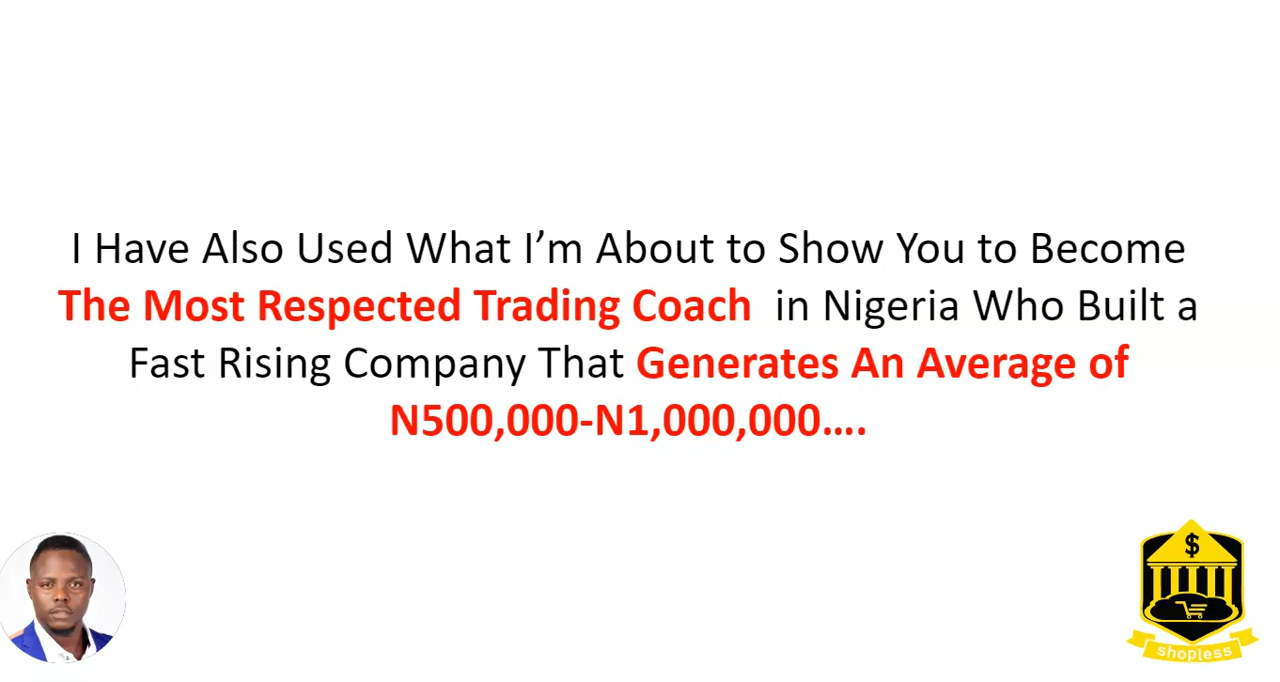 I Have Also Used What I’m About to Show You to Become
The Most Respected Trading Coach in Nigeria Who Built a
Fast Rising Company That Generates An Average of
N500,000-N1,000,000….
$
shopless